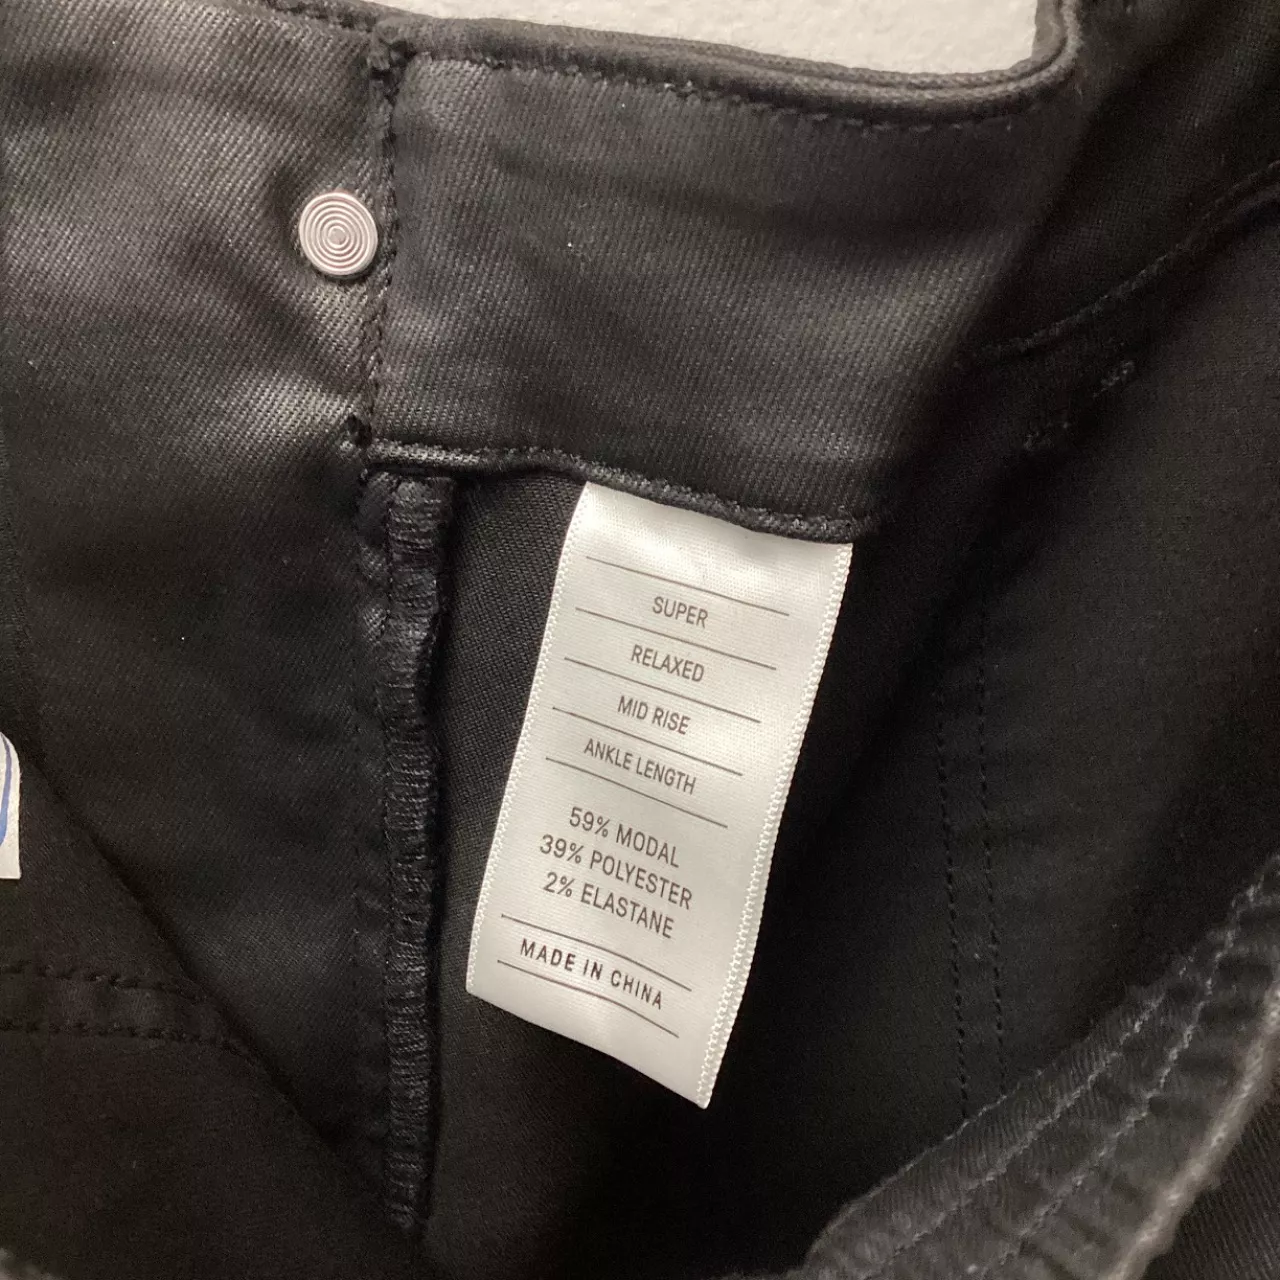 SUPER
RELAXED
MID RISE
ANKLE LENGTH
59% MODAL
39% POLYESTER
2% ELASTANE
MADE IN CHINA